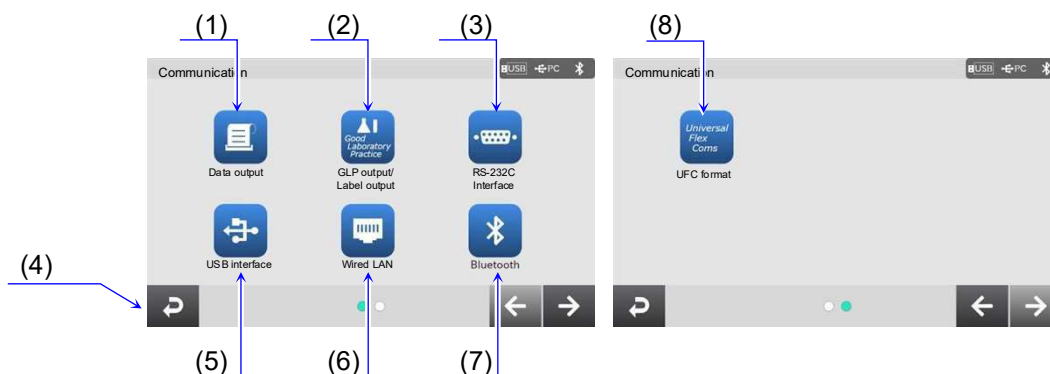 (1)
(2)
(3)
(8)
Communication
USB PC
Communication
USB PC
Good
Laboratory
Practice
Universal
Flex
Coms
Data output
GLP output/
Label output
RS-232C
Interface
UFC format
USB interface
Wired LAN
Bluetooth
(4)
(5)
(6)
(7)